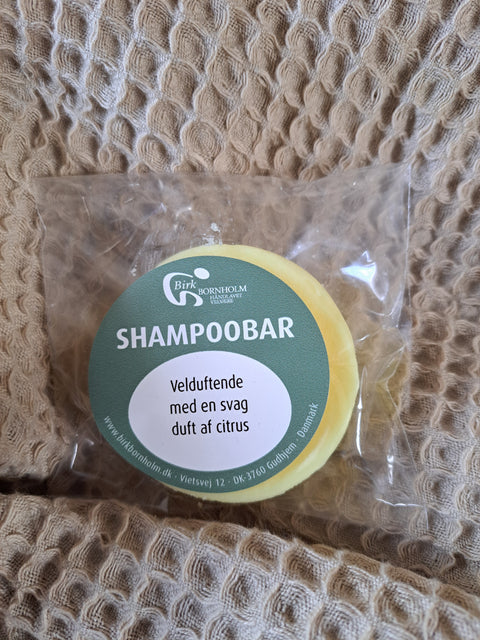 Birk
BORNHOLM
HÅNDLAVET
VELVÆRE
SHAMPOOBAR
Velduftende
med en svag
duft af citrus
www.birkbornholm.dk · Vietsvej 12 · DK-3760 Gudhjem · Danmark